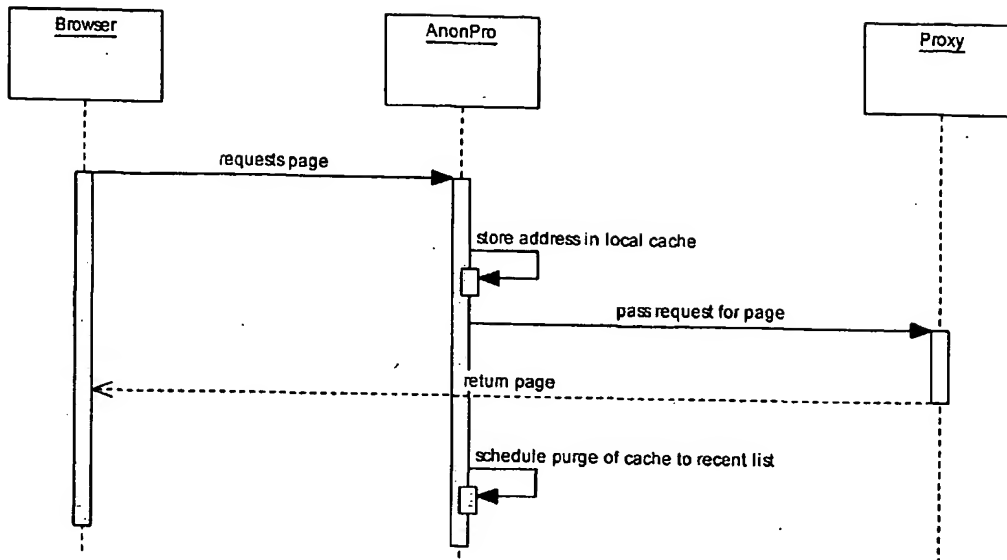 Browser
AnonPro
Proxy
requests page
store address in local cache
pass request for page
return page
schedule purge of cache to recent list